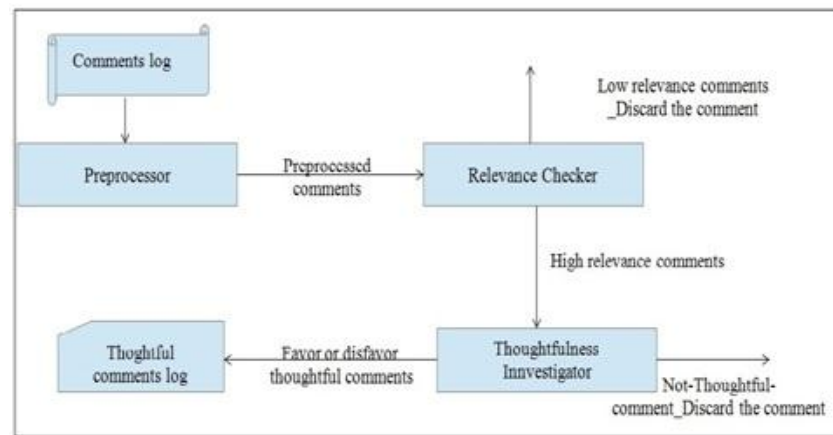 Comments log
Low relevance comments
_Discard the comment
Preprocessor
Preprocessed
comments
Relevance Checker
High relevance comments
Thoghtful
comments log
Favor or disfavor
thoughtful comments
Thoughtfulness
Innvestigator
Not-Thoughtful-
comment_Discard the comment